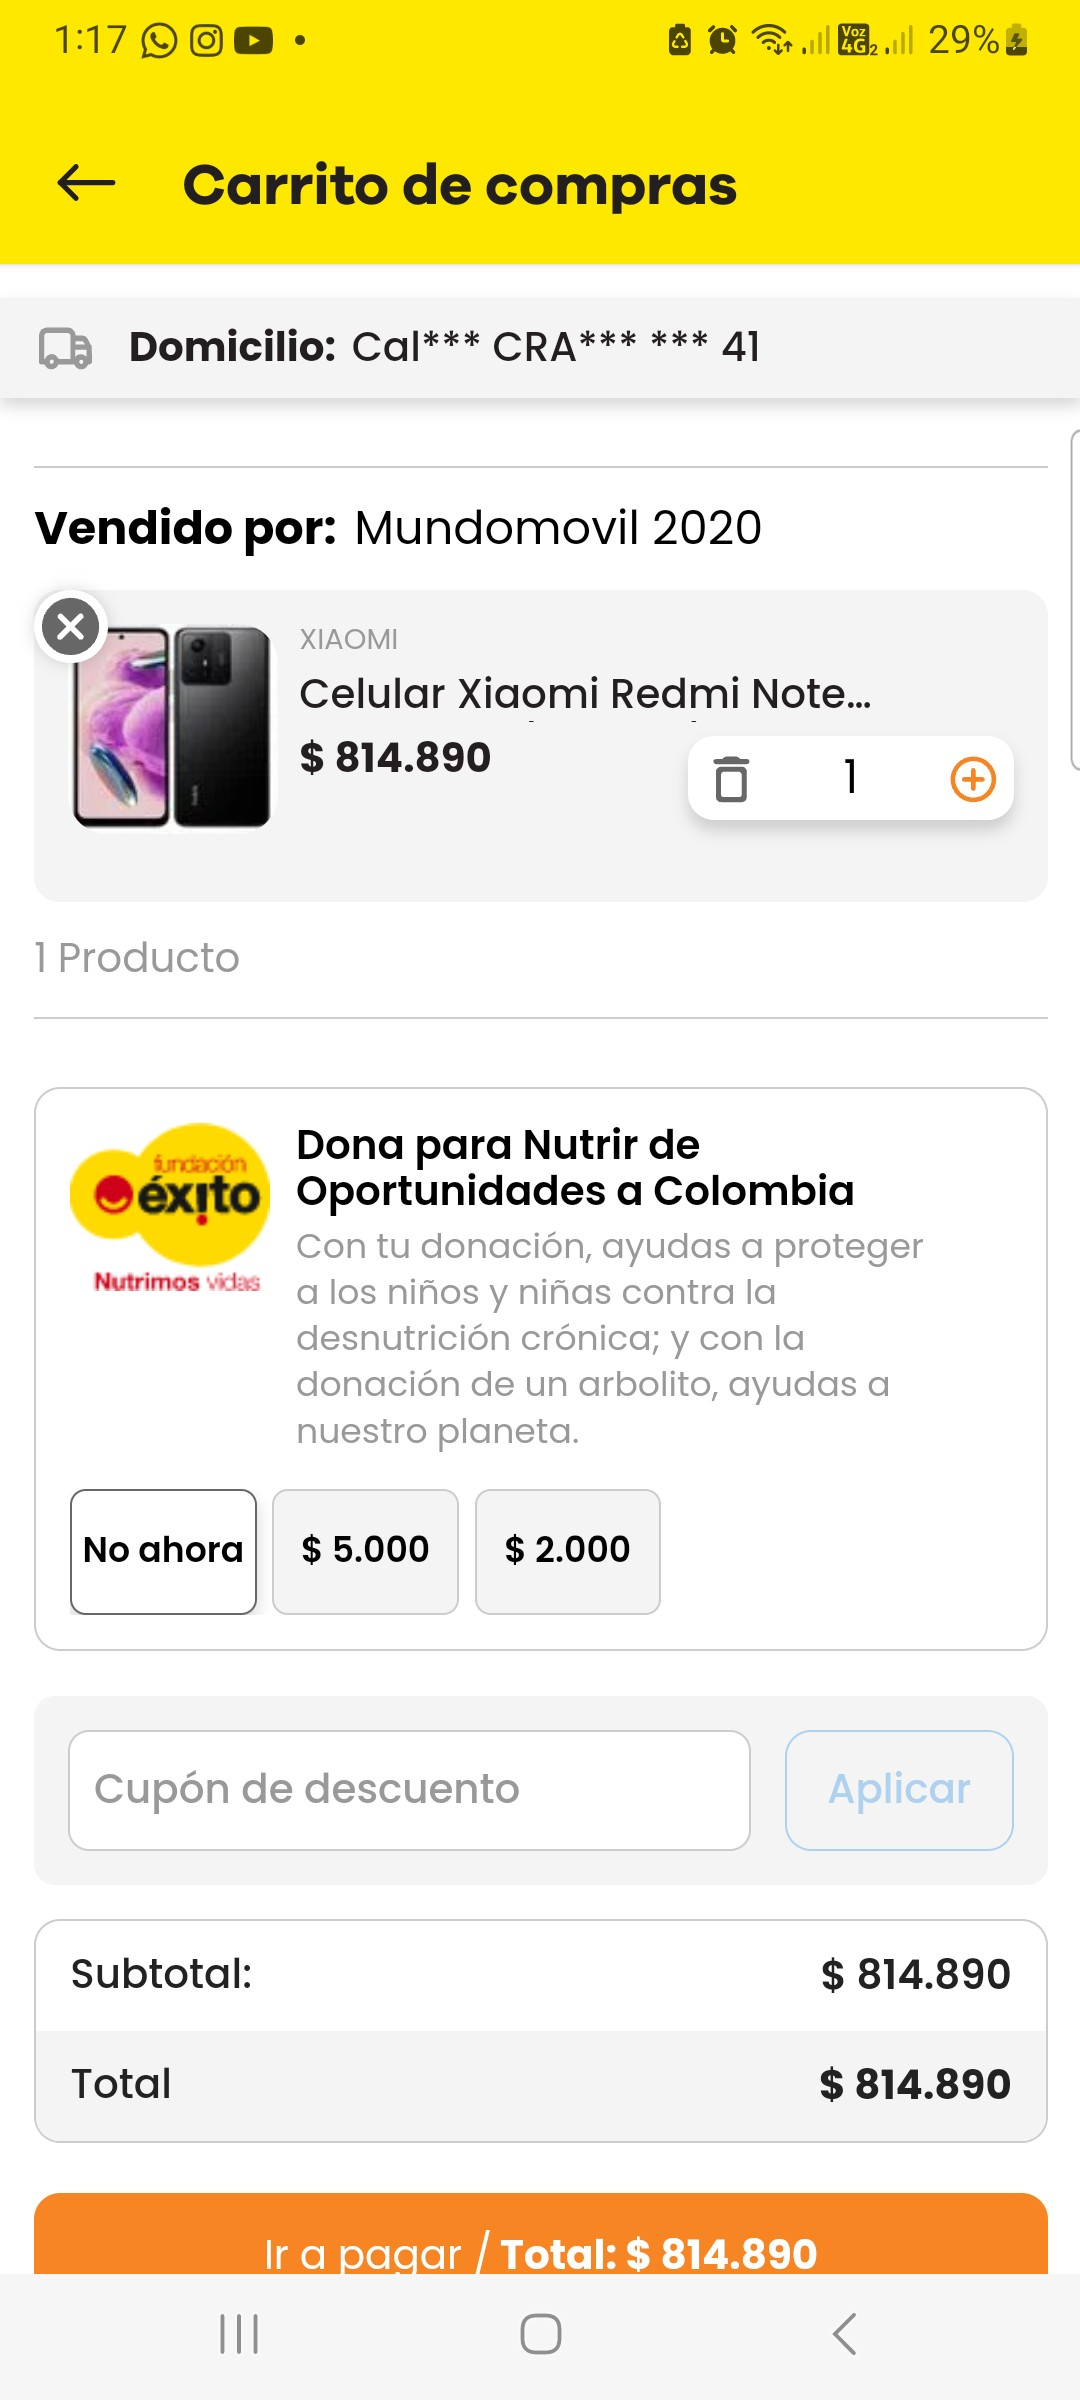 1:17
Voz 4G 2
29%
Carrito de compras
Domicilio: Cal*** CRA*** *** 41
Vendido por: Mundomovil 2020
XIAOMI
Celular Xiaomi Redmi Note...
$ 814.890
1
1 Producto
fundación
éxito
Nutrimos vidas
Dona para Nutrir de
Oportunidades a Colombia
Con tu donación, ayudas a proteger
a los niños y niñas contra la
desnutrición crónica; y con la
donación de un arbolito, ayudas a
nuestro planeta.
No ahora
$ 5.000
$ 2.000
Cupón de descuento
Aplicar
Subtotal: $ 814.890
Total $ 814.890
Ir a pagar / Total: $ 814.890